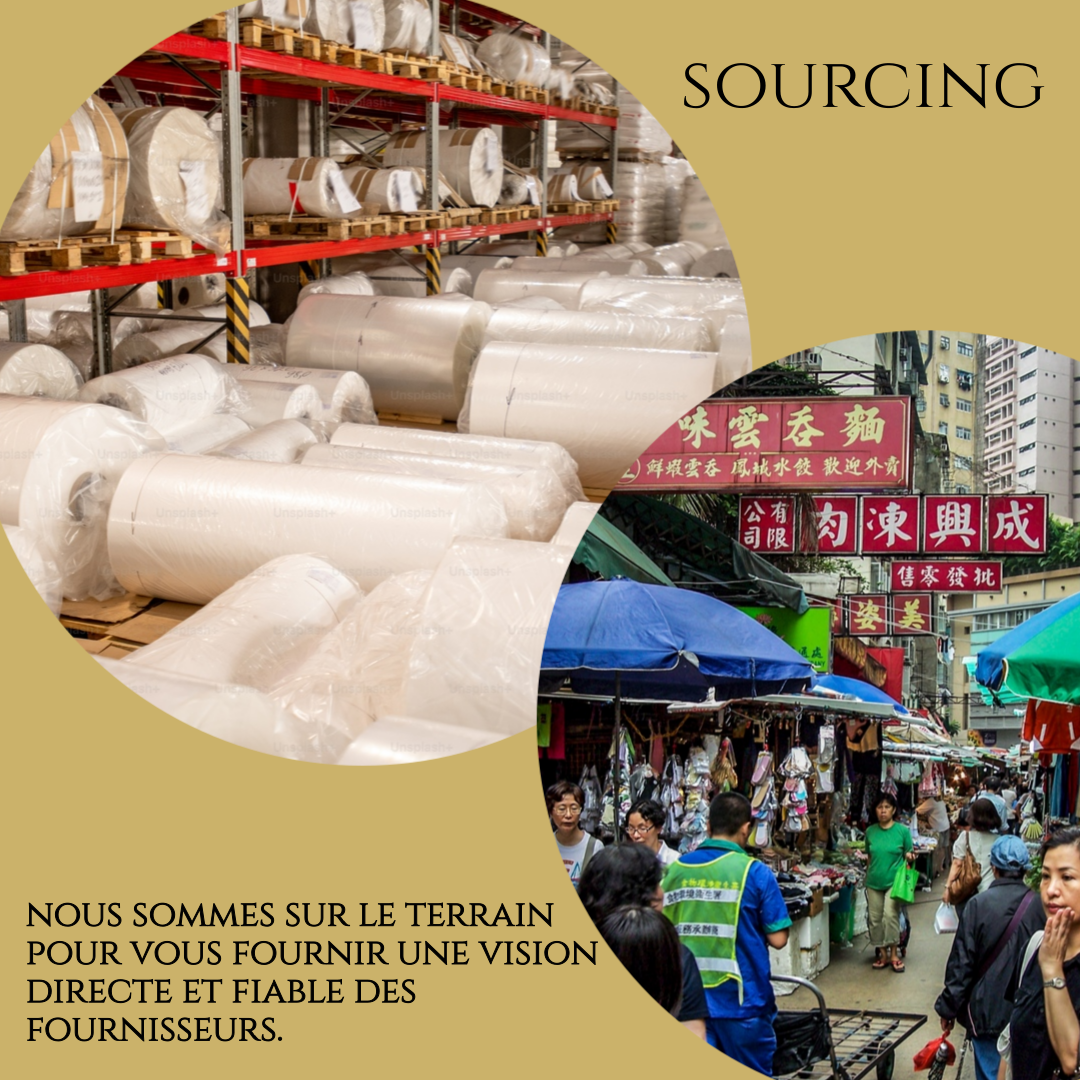 SOURCING
味雲吞麵
鮮蝦雲吞 鳳城水餃 歡迎外賣
公有
司限
肉凍興成
售零發批
姿美
NOUS SOMMES SUR LE TERRAIN
POUR VOUS FOURNIR UNE VISION
DIRECTE ET FIABLE DES
FOURNISSEURS.
Unsplash+